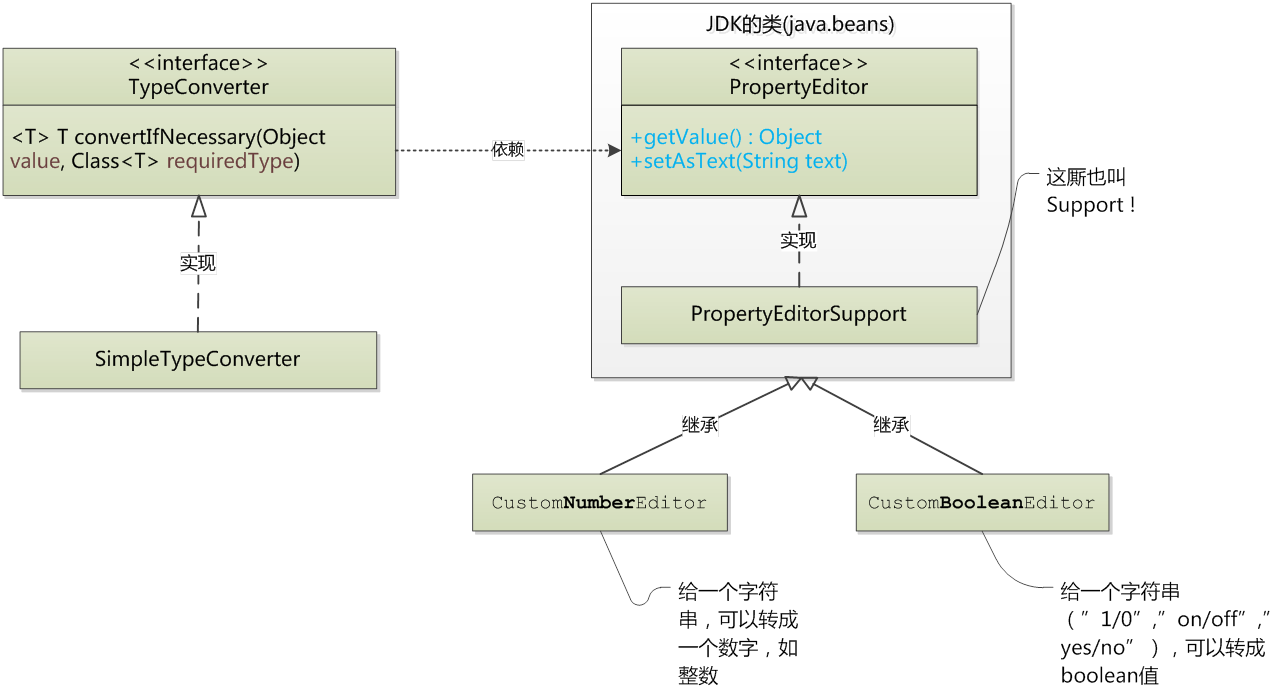 JDK的类(java.beans)
<<interface>>
TypeConverter
<T> T convertIfNecessary(Object
value, Class<T> requiredType)
依赖
<<interface>>
PropertyEditor
+getValue() : Object
+setAsText(String text)
这厮也叫
Support !
实现
实现
PropertyEditorSupport
SimpleTypeConverter
继承
继承
CustomNumberEditor
CustomBooleanEditor
给一个字符
串，可以转成
一个数字，如
整数
给一个字符串
（”1/0”,”on/off”,”
yes/no” ），可以转成
boolean值